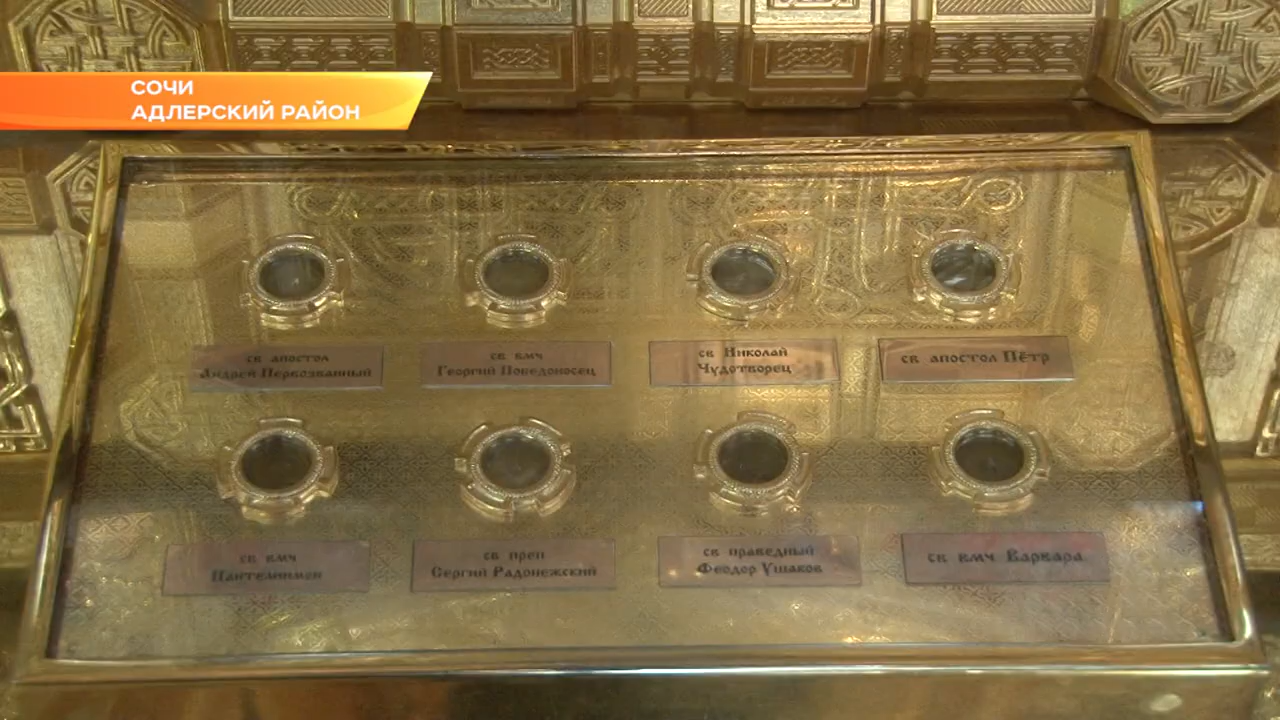 СОЧИ
АДЛЕРСКИЙ РАЙОН
св апостол
Андрей Первозванный
св вмч
Георгий Победоносец
св Николай
Чудотворец
св апостол Пётр
св вмч
Пантелиимон
св преп
Сергий Радонежский
св праведный
Феодор Ушаков
св вмч Варвара